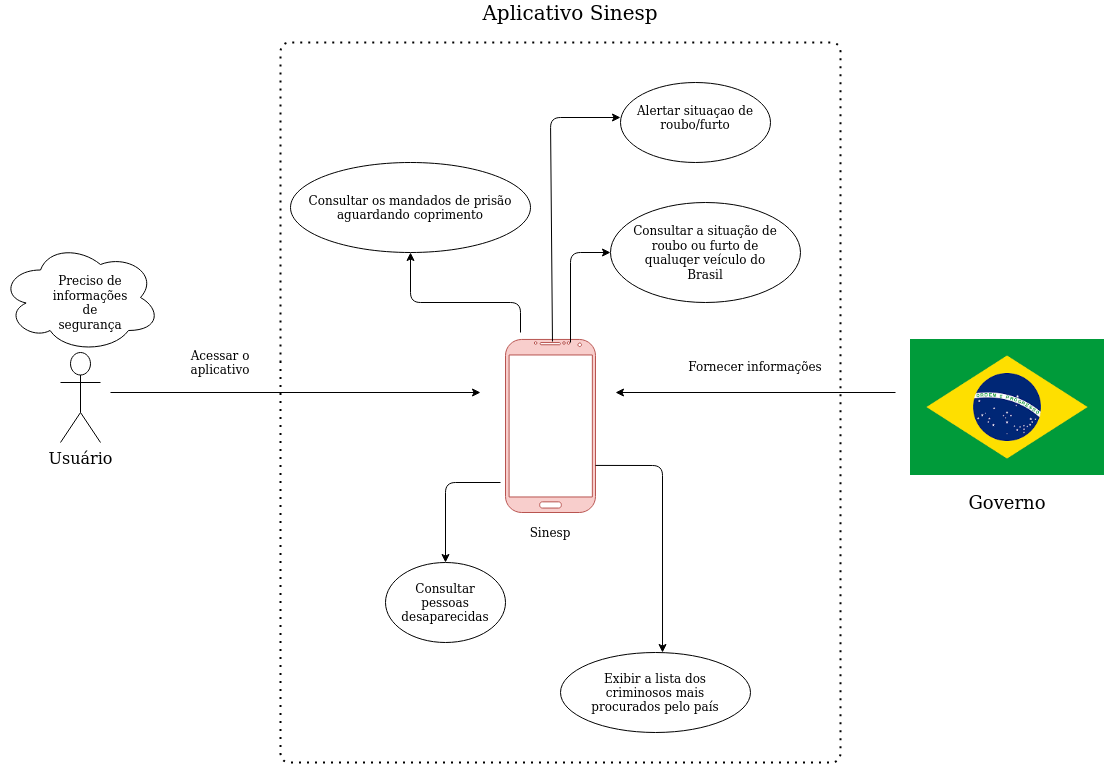 Aplicativo Sinesp
Alertar situaçao de
roubo/furto
Consultar os mandados de prisão
aguardando coprimento
Consultar a situação de
roubo ou furto de
qualuqer veículo do
Brasil
Preciso de
informações
de
segurança
Acessar o
aplicativo
Fornecer informações
ORDEM E PROGRESSO
Usuário
Governo
Sinesp
Consultar
pessoas
desaparecidas
Exibir a lista dos
criminosos mais
procurados pelo país